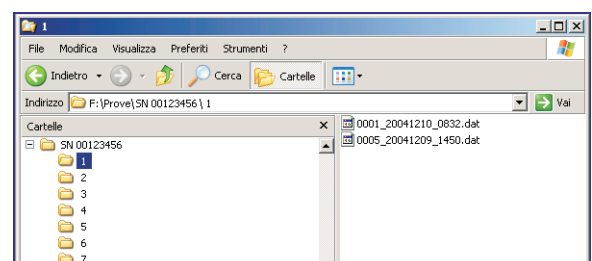 1
File Modifica Visualizza Preferiti Strumenti ?
Indietro Cerca Cartelle
Indirizzo F:\Prove\SN 00123456\ 1 Vai
Cartelle
SN 00123456
1
2
3
4
5
6
7
0001_20041210_0832.dat
0005_20041209_1450.dat